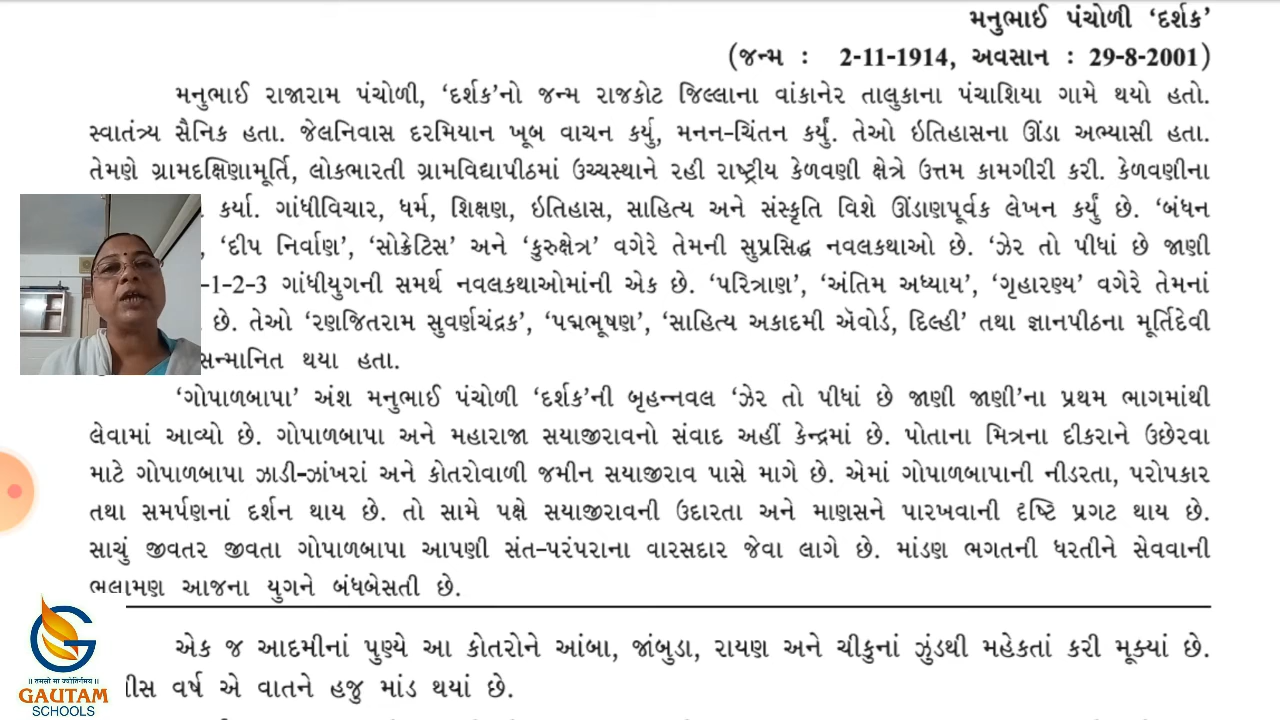 મનુભાઈ પંચોળી ‘દર્શક’
(જન્મ : 2-11-1914, અવસાન : 29-8-2001)
મનુભાઈ રાજારામ પંચોળી, ‘દર્શક’નો જન્મ રાજકોટ જિલ્લાના વાંકાનેર તાલુકાના પંચાશિયા ગામે થયો હતો.
સ્વાતંત્ર્ય સૈનિક હતા. જેલનિવાસ દરમિયાન ખૂબ વાચન કર્યુ, મનન-ચિંતન કર્યું. તેઓ ઇતિહાસના ઊંડા અભ્યાસી હતા.
તેમણે ગ્રામદક્ષિણામૂર્તિ, લોકભારતી ગ્રામવિદ્યાપીઠમાં ઉચ્ચસ્થાને રહી રાષ્ટ્રીય કેળવણી ક્ષેત્રે ઉત્તમ કામગીરી કરી. કેળવણીના
કર્યા. ગાંધીવિચાર, ધર્મ, શિક્ષણ, ઇતિહાસ, સાહિત્ય અને સંસ્કૃતિ વિશે ઊંડાણપૂર્વક લેખન કર્યું છે. ‘બંધન
, ‘દીપ નિર્વાણ’, ‘સોક્રેટિસ’ અને ‘કુરુક્ષેત્ર’ વગેરે તેમની સુપ્રસિદ્ધ નવલકથાઓ છે. ‘ઝેર તો પીધાં છે જાણી
-1-2-3 ગાંધીયુગની સમર્થ નવલકથાઓમાંની એક છે. ‘પરિત્રાણ’, ‘અંતિમ અધ્યાય’, ‘ગૃહારણ્ય’ વગેરે તેમનાં
છે. તેઓ ‘રણજિતરામ સુવર્ણચંદ્રક’, ‘પદ્મભૂષણ’, ‘સાહિત્ય અકાદમી ઍવોર્ડ, દિલ્હી’ તથા જ્ઞાનપીઠના મૂર્તિદેવી
સન્માનિત થયા હતા.
‘ગોપાળબાપા’ અંશ મનુભાઈ પંચોળી ‘દર્શક’ની બૃહન્નવલ ‘ઝેર તો પીધાં છે જાણી જાણી’ના પ્રથમ ભાગમાંથી
લેવામાં આવ્યો છે. ગોપાળબાપા અને મહારાજા સયાજીરાવનો સંવાદ અહીં કેન્દ્રમાં છે. પોતાના મિત્રના દીકરાને ઉછેરવા
માટે ગોપાળબાપા ઝાડી-ઝાંખરાં અને કોતરોવાળી જમીન સયાજીરાવ પાસે માગે છે. એમાં ગોપાળબાપાની નીડરતા, પરોપકાર
તથા સમર્પણનાં દર્શન થાય છે. તો સામે પક્ષે સયાજીરાવની ઉદારતા અને માણસને પારખવાની દૃષ્ટિ પ્રગટ થાય છે.
સાચું જીવતર જીવતા ગોપાળબાપા આપણી સંત-પરંપરાના વારસદાર જેવા લાગે છે. માંડણ ભગતની ધરતીને સેવવાની
ભલામણ આજના યુગને બંધબેસતી છે.
એક જ આદમીનાં પુણ્યે આ કોતરોને આંબા, જાંબુડા, રાયણ અને ચીકુનાં ઝુંડથી મહેકતાં કરી મૂક્યાં છે.
વર્ષ એ વાતને હજુ માંડ થયાં છે.
॥ तमसो मा ज्योतिर्गमय ॥
GAUTAM
SCHOOLS